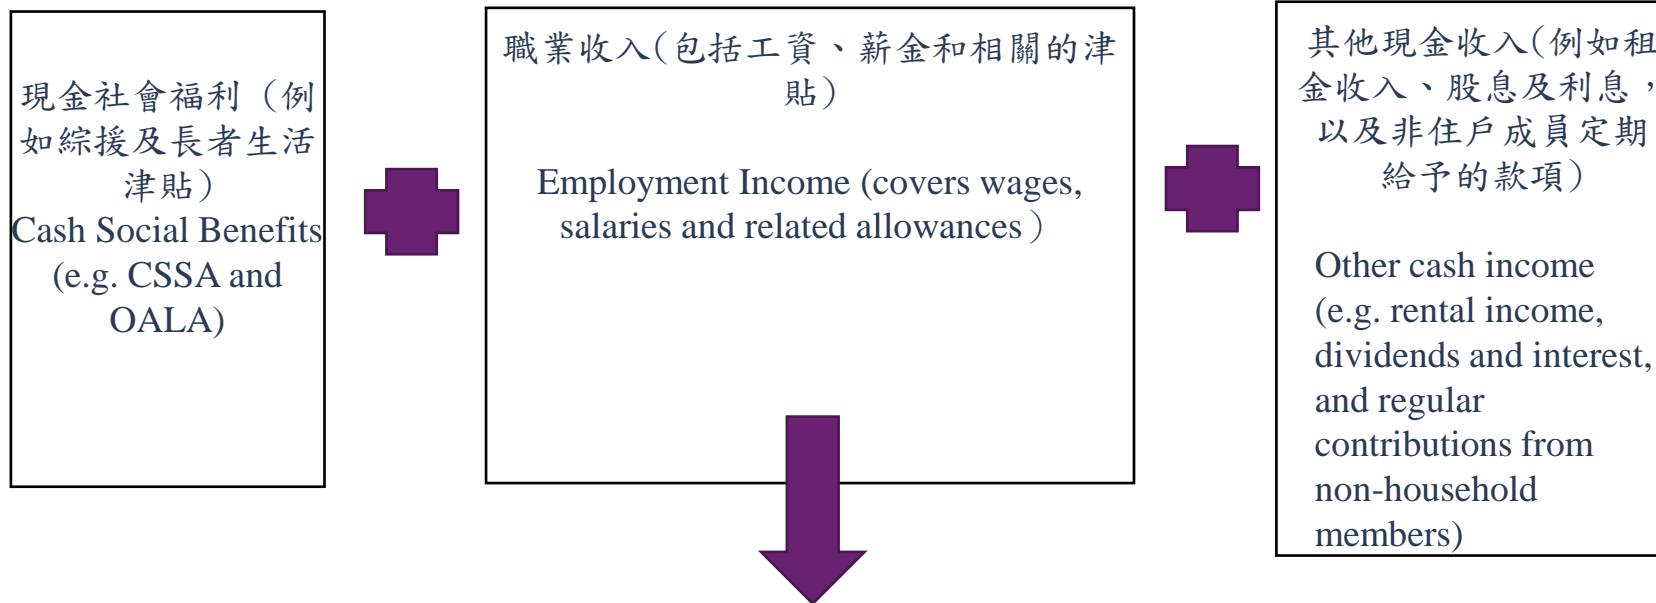 現金社會福利（例
如綜援及長者生活
津貼）
Cash Social Benefits
(e.g. CSSA and
OALA)
職業收入(包括工資、薪金和相關的津
貼）
Employment Income (covers wages,
salaries and related allowances）
其他現金收入(例如租
金收入、股息及利息，
以及非住戶成員定期
給予的款項）
Other cash income
(e.g. rental income,
dividends and interest,
and regular
contributions from
non-household
members)